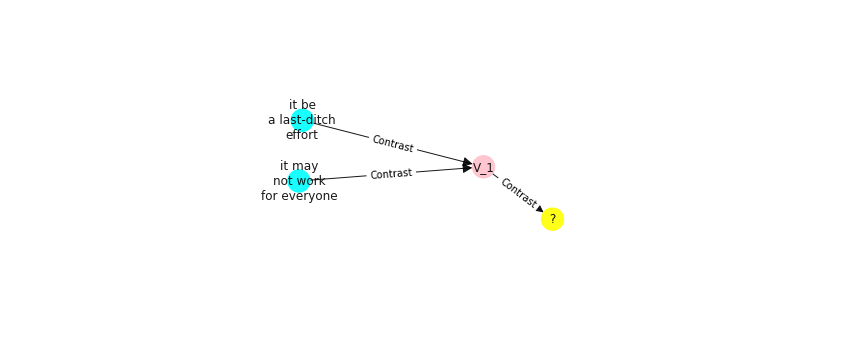 it be
a last-ditch
effort
Contrast
it may
not work
for everyone
Contrast
V_1
Contrast
?